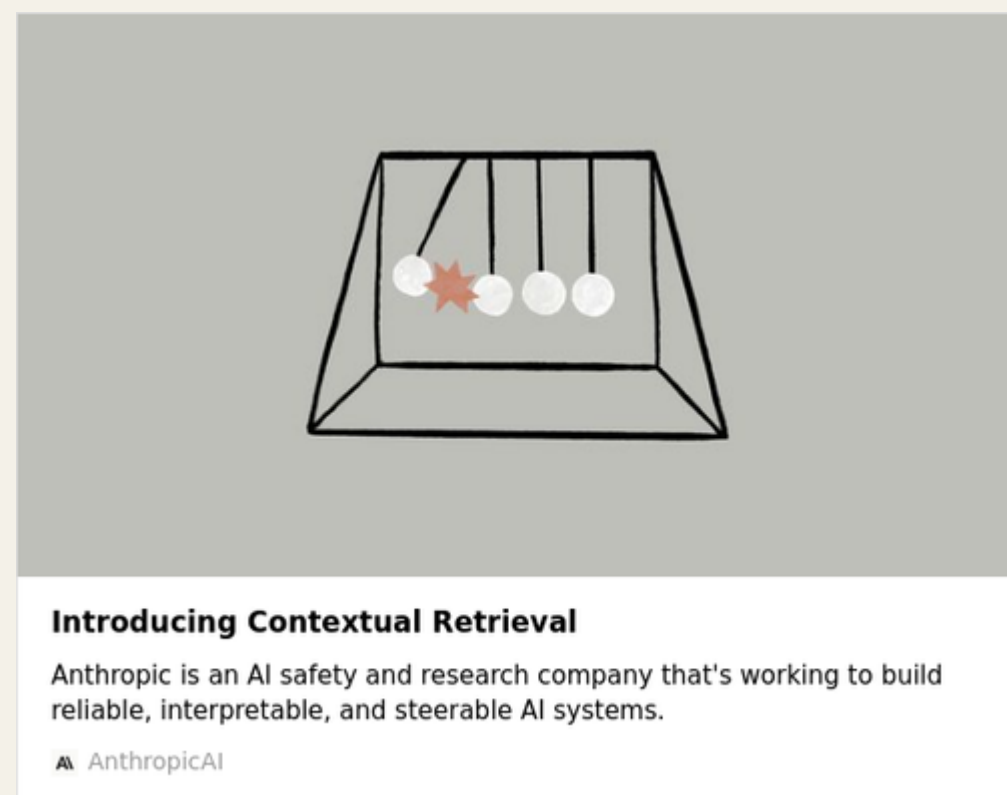 Introducing Contextual Retrieval
Anthropic is an AI safety and research company that's working to build
reliable, interpretable, and steerable AI systems.
AnthropicAI